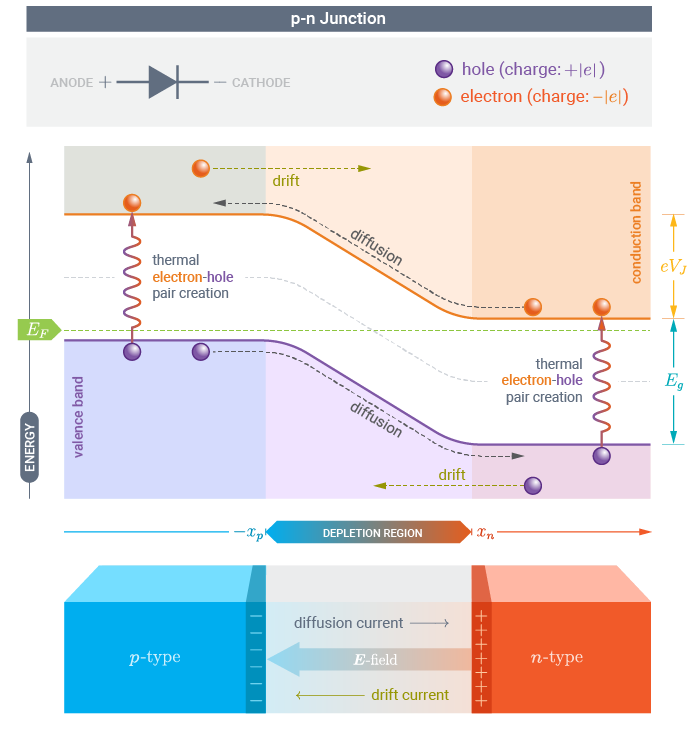 p-n Junction
ANODE + − CATHODE
hole (charge: +|e|)
electron (charge: −|e|)
drift
diffusion
conduction band
thermal
electron-hole
pair creation
eV_J
E_F
thermal
electron-hole
pair creation
E_g
valence band
diffusion
drift
ENERGY
−x_p
DEPLETION REGION
x_n
diffusion current
p-type
E-field
n-type
drift current
− − − − − −
+ + + + + + +